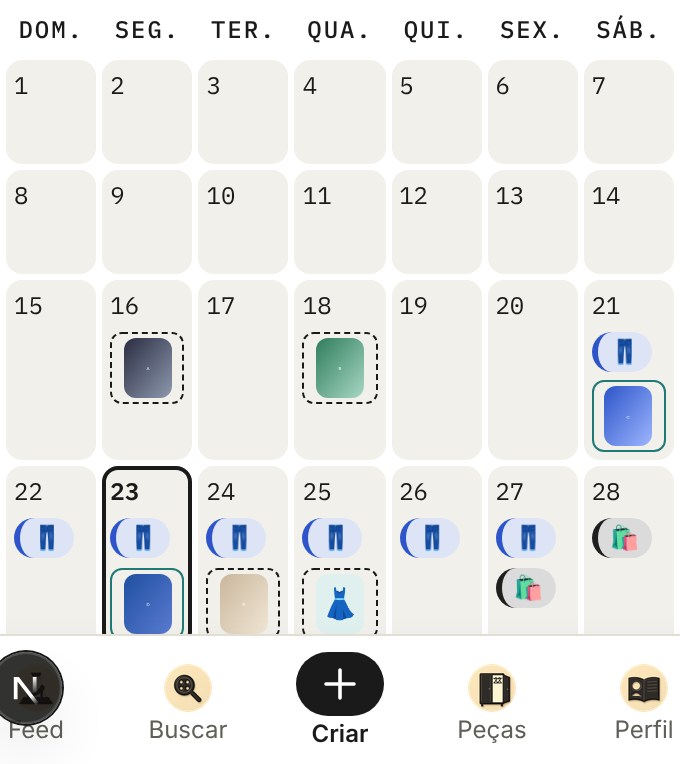 DOM. SEG. TER. QUA. QUI. SEX. SÁB.
1 2 3 4 5 6 7
8 9 10 11 12 13 14
15 16 17 18 19 20 21
22 23 24 25 26 27 28
N
Feed Buscar Criar Peças Perfil